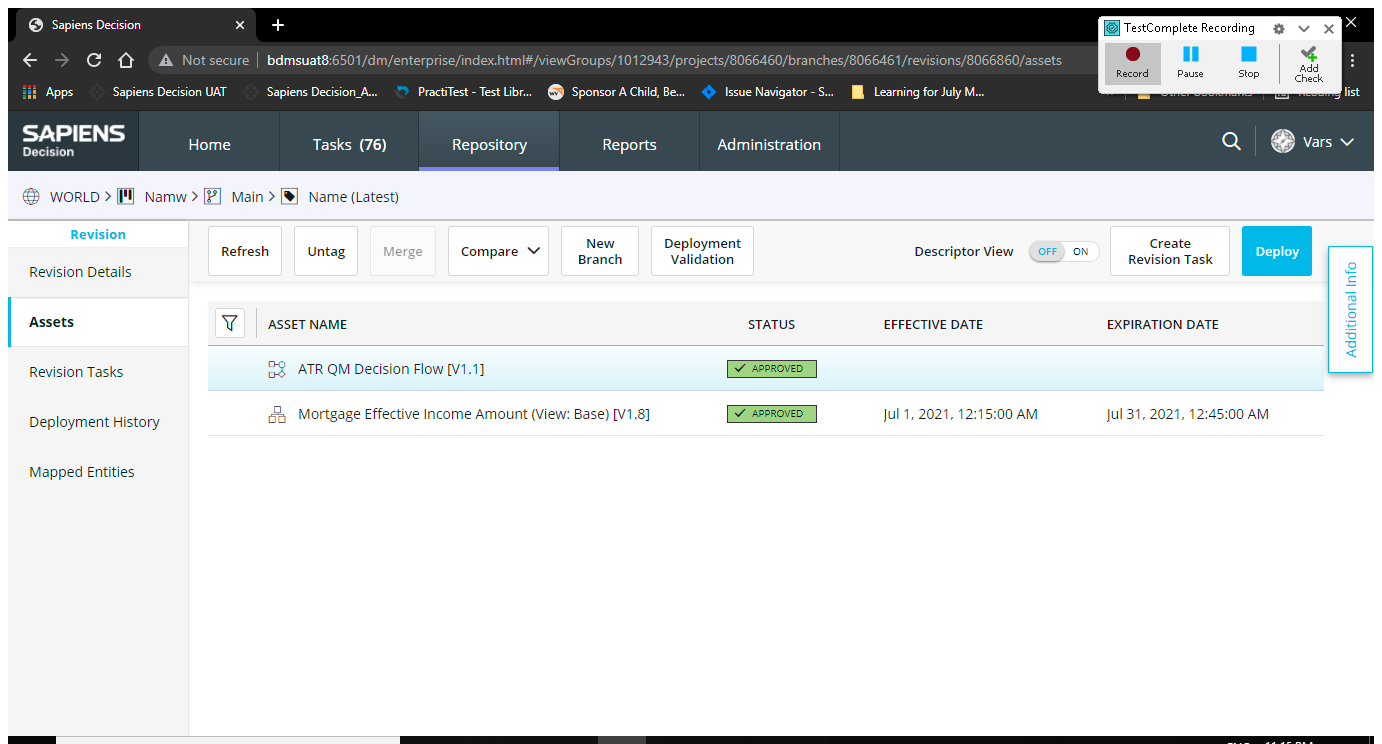 Sapiens Decision
TestComplete Recording
Not secure
bdmsuat8:6501/dm/enterprise/index.html#/viewGroups/1012943/projects/8066460/branches/8066461/revisions/8066860/assets
Record Pause Stop Add Check
Apps Sapiens Decision UAT Sapiens Decision_A... PractiTest - Test Libr... Sponsor A Child, Be... Issue Navigator - S... Learning for July M... Other bookmarks Reading list
SAPIENS
Decision
Home Tasks (76) Repository Reports Administration Vars
WORLD > Namw > Main > Name (Latest)
Revision
Revision Details
Assets
Revision Tasks
Deployment History
Mapped Entities
Refresh Untag Merge Compare New Branch Deployment Validation Descriptor View OFF ON Create Revision Task Deploy
Additional Info
ASSET NAME STATUS EFFECTIVE DATE EXPIRATION DATE
ATR QM Decision Flow [V1.1] APPROVED
Mortgage Effective Income Amount (View: Base) [V1.8] APPROVED Jul 1, 2021, 12:15:00 AM Jul 31, 2021, 12:45:00 AM